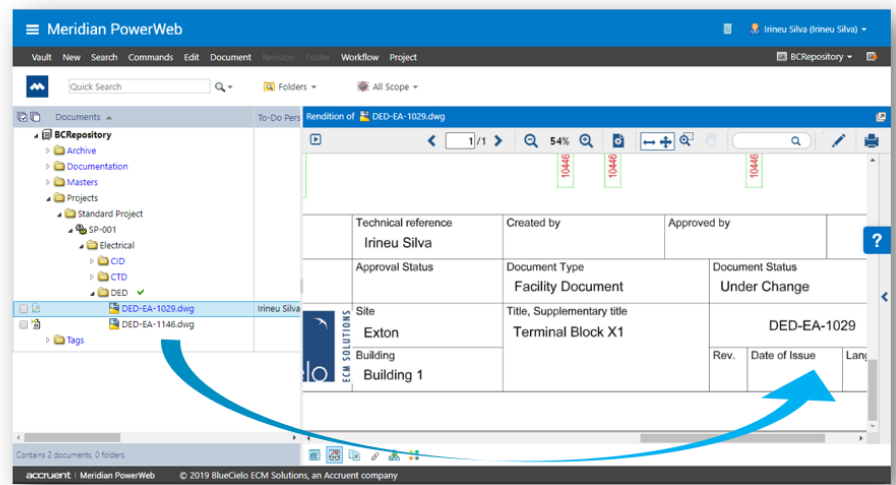 Meridian PowerWeb
Irineu Silva (Irineu Silva)
Vault New Search Commands Edit Document Revision Folder Workflow Project
BCRepository
Quick Search
Folders
All Scope
Documents
To-Do Pers
Rendition of DED-EA-1029.dwg
BCRepository
Archive
Documentation
Masters
Projects
Standard Project
SP-001
Electrical
CID
CTD
DED
DED-EA-1029.dwg
Irineu Silva
DED-EA-1146.dwg
Tags
1/1
54%
10446
10446
10446
Technical reference
Irineu Silva
Created by
Approved by
?
Approval Status
Document Type
Facility Document
Document Status
Under Change
Site
Exton
Title, Supplementary title
Terminal Block X1
DED-EA-1029
Building
Building 1
Rev.
Date of Issue
Lang
elo
ECM SOLUTIONS
Contains 2 documents, 0 folders
accruent | Meridian PowerWeb
© 2019 BlueCielo ECM Solutions, an Accruent company